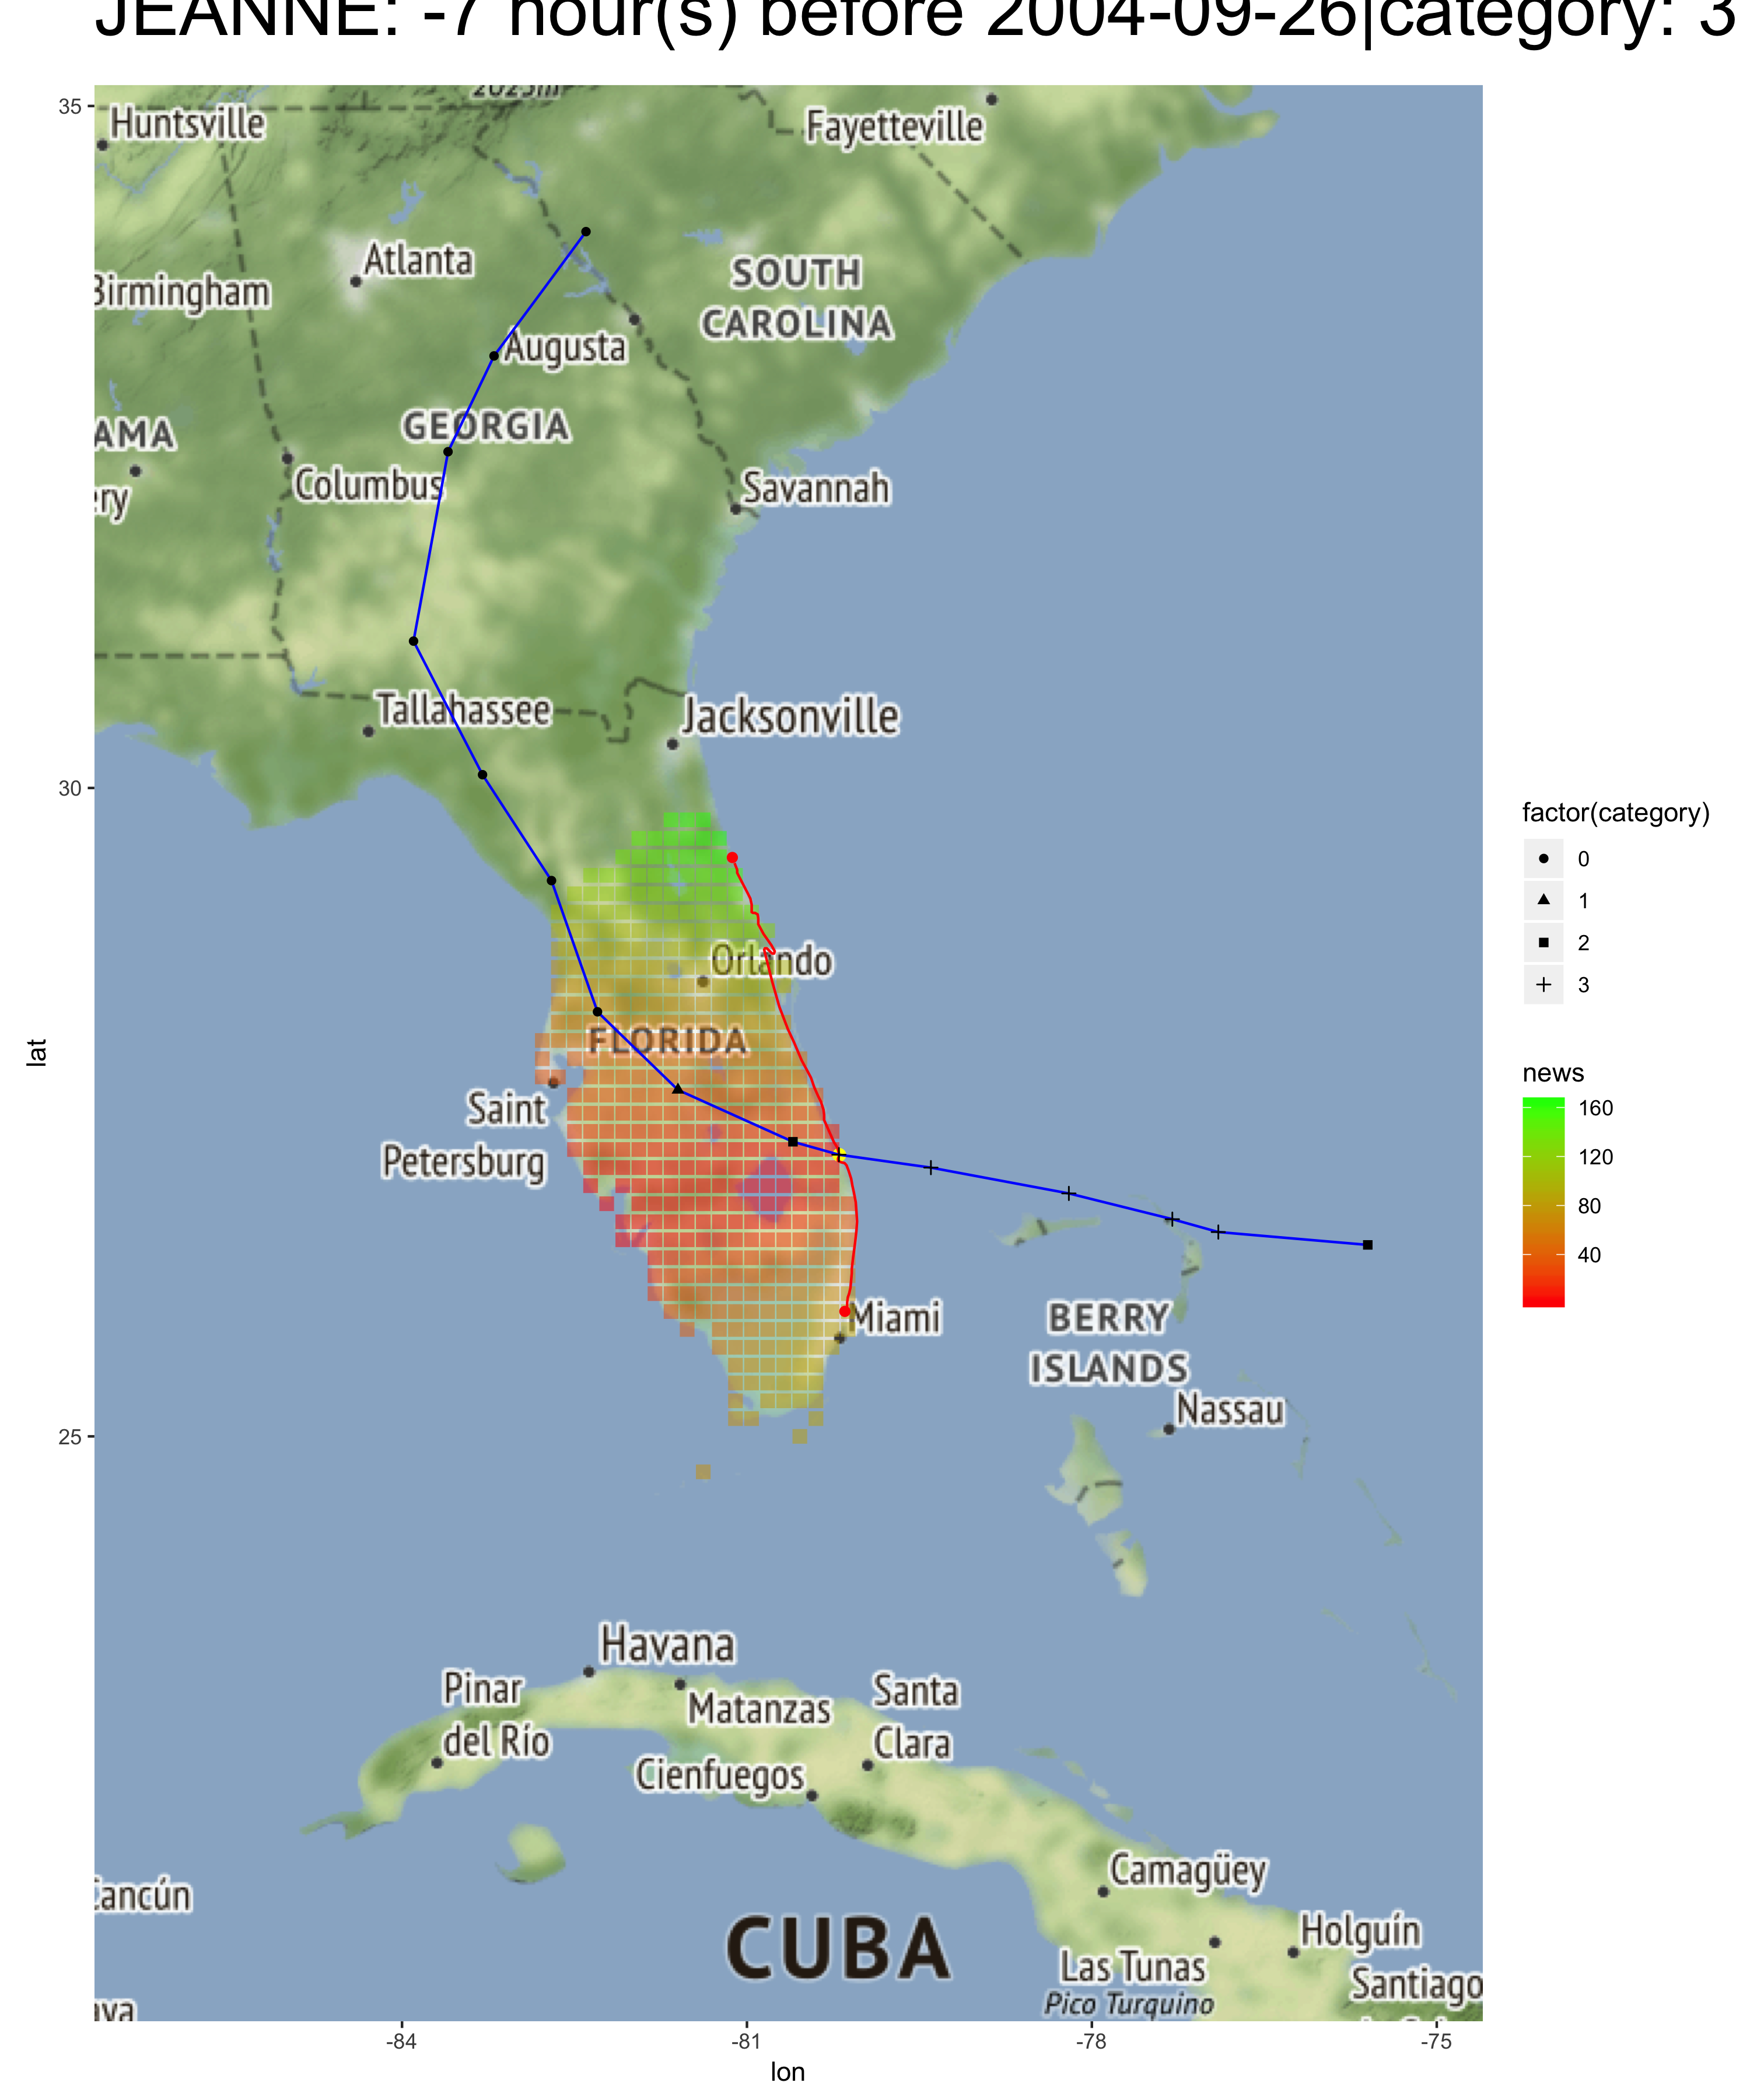 JEANNE: -7 hour(s) before 2004-09-26|category: 3
2025m
35
Huntsville
Fayetteville
Atlanta
Birmingham
SOUTH
CAROLINA
Augusta
GEORGIA
AMA
ery
Columbus
Savannah
Tallahassee
Jacksonville
30
Orlando
FLORIDA
Saint
Petersburg
Miami
BERRY
ISLANDS
Nassau
25
Havana
Pinar
del Río
Matanzas
Santa
Clara
Cienfuegos
Camagüey
Cancún
CUBA
Holguín
Las Tunas
Santiago
Pico Turquino
lat
-84
-81
-78
-75
lon
factor(category)
0
1
2
3
news
160
120
80
40